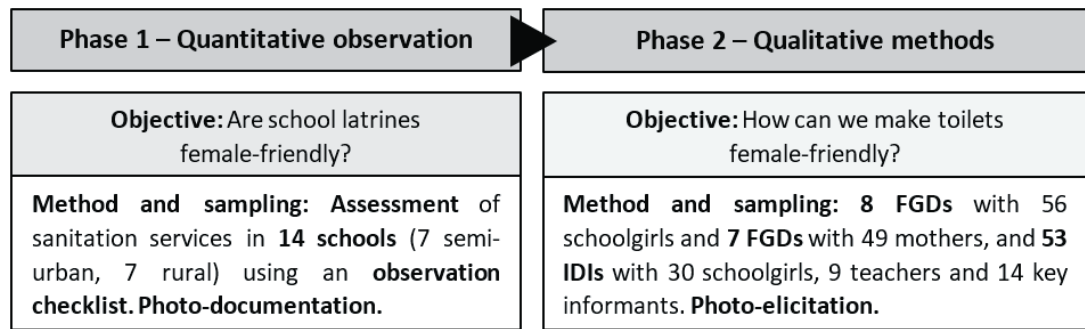 Phase 1 – Quantitative observation
Phase 2 – Qualitative methods
Objective: Are school latrines
female-friendly?
Method and sampling: Assessment of
sanitation services in 14 schools (7 semi-
urban, 7 rural) using an observation
checklist. Photo-documentation.
Objective: How can we make toilets
female-friendly?
Method and sampling: 8 FGDs with 56
schoolgirls and 7 FGDs with 49 mothers, and 53
IDIs with 30 schoolgirls, 9 teachers and 14 key
informants. Photo-elicitation.